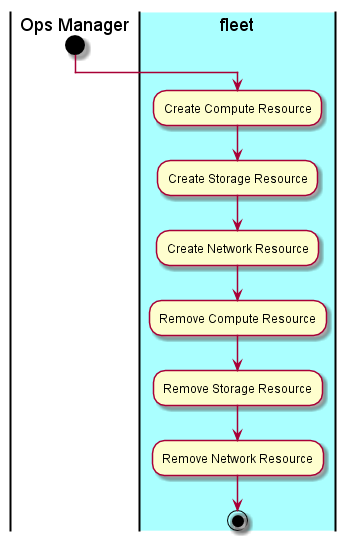 Ops Manager
fleet
Create Compute Resource
Create Storage Resource
Create Network Resource
Remove Compute Resource
Remove Storage Resource
Remove Network Resource